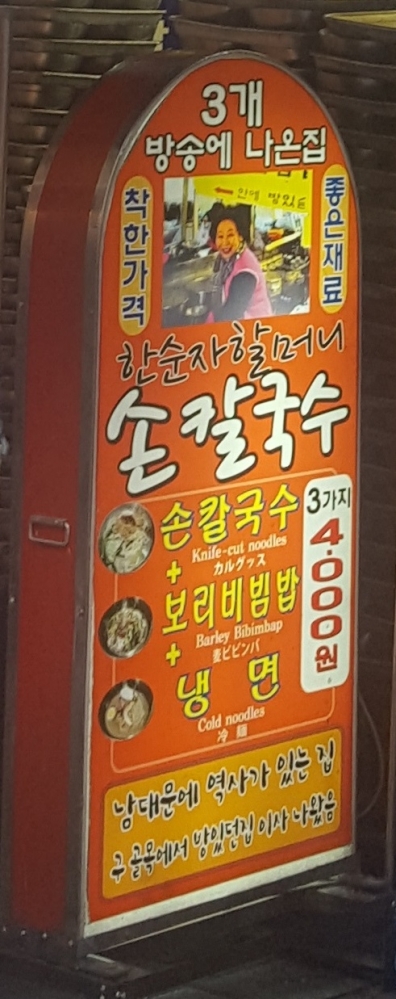 3개
방송에 나온집
착한가격
좋은재료
한순자할머니
손칼국수
손칼국수
Knife-cut noodles
カルグッス
+
보리비빔밥
Barley Bibimbap
麦ビビンバ
+
냉면
Cold noodles
冷麺
3가지
4.000원
남대문에 역사가 있는 집
구 골목에서 맛있던집 이사 나왔음